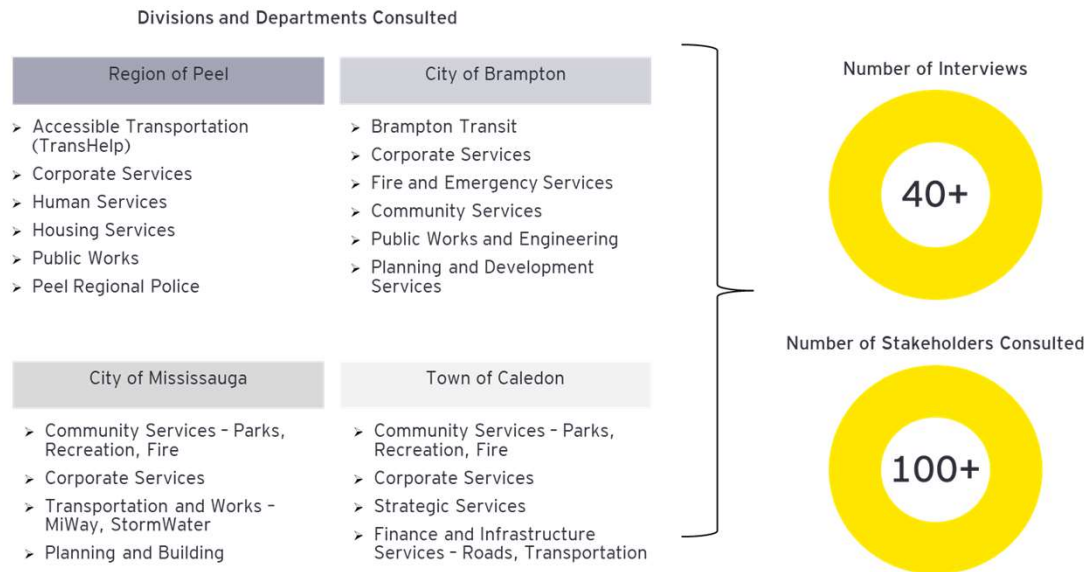 Divisions and Departments Consulted
Region of Peel
➢ Accessible Transportation
(TransHelp)
➢ Corporate Services
➢ Human Services
➢ Housing Services
➢ Public Works
➢ Peel Regional Police
City of Brampton
➢ Brampton Transit
➢ Corporate Services
➢ Fire and Emergency Services
➢ Community Services
➢ Public Works and Engineering
➢ Planning and Development
Services
City of Mississauga
➢ Community Services – Parks,
Recreation, Fire
➢ Corporate Services
➢ Transportation and Works –
MiWay, StormWater
➢ Planning and Building
Town of Caledon
➢ Community Services – Parks,
Recreation, Fire
➢ Corporate Services
➢ Strategic Services
➢ Finance and Infrastructure
Services – Roads, Transportation
Number of Interviews
40+
Number of Stakeholders Consulted
100+